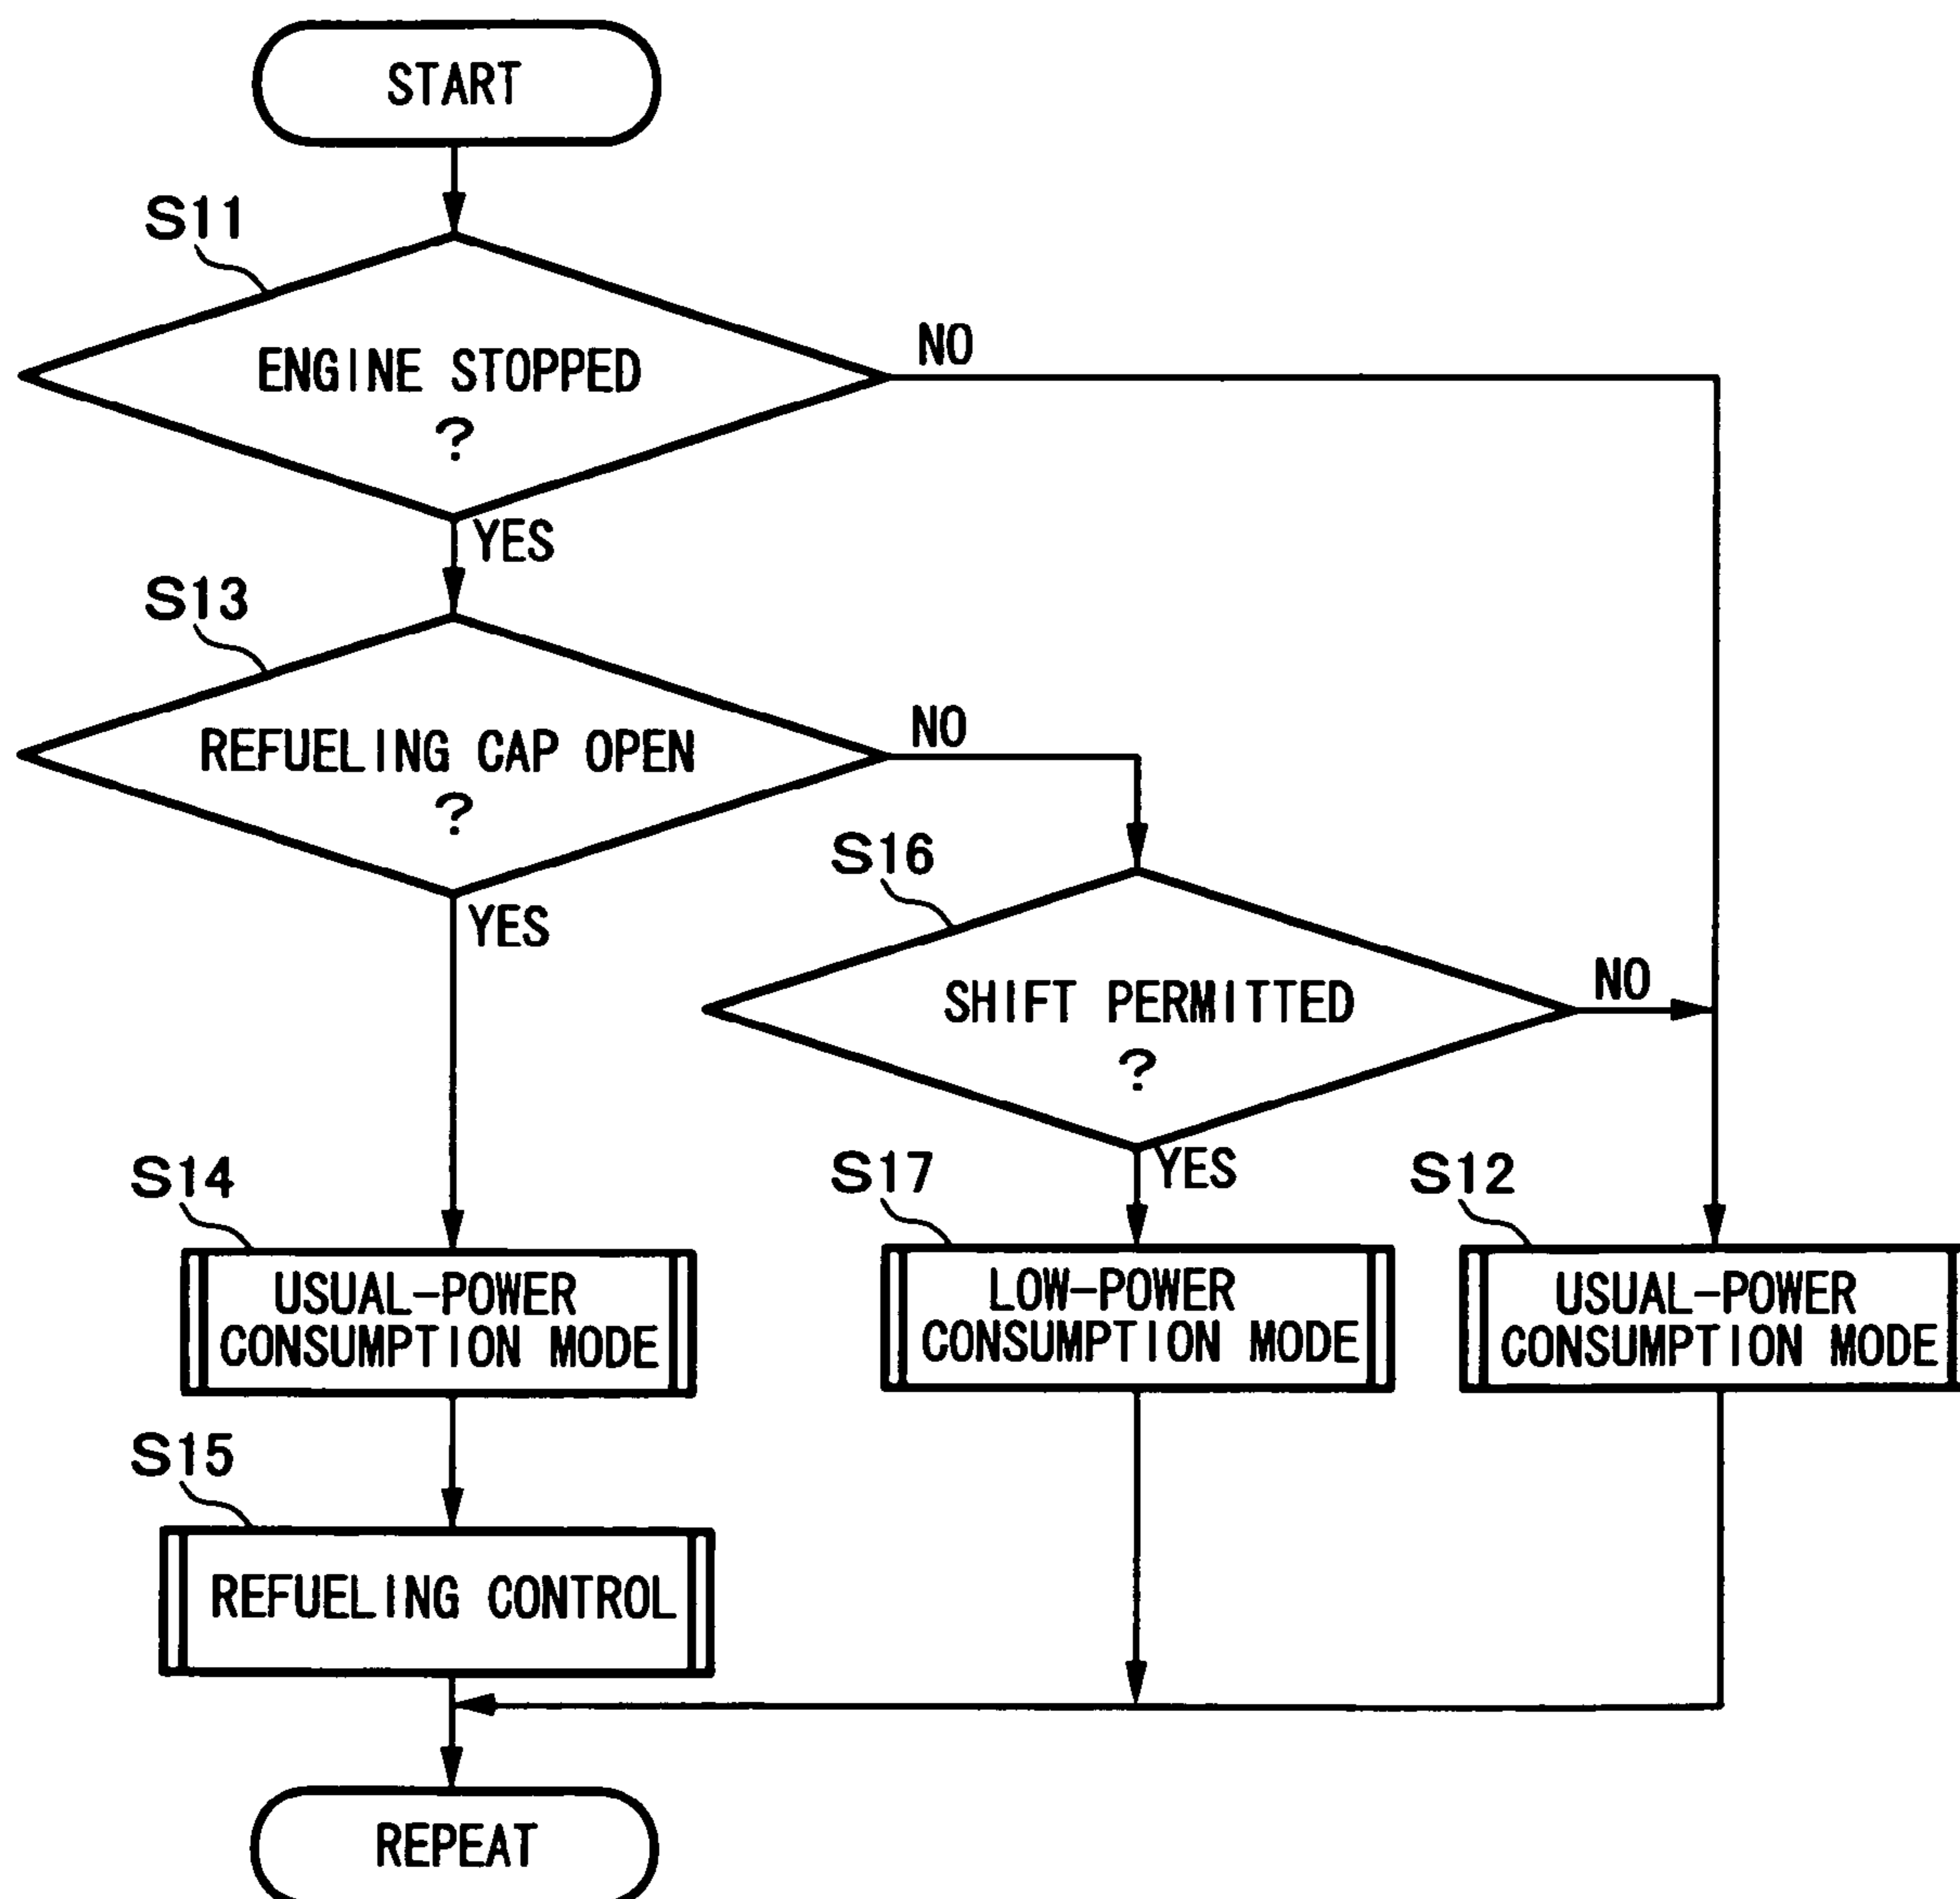 START
S11
ENGINE STOPPED
?
NO
YES
S13
REFUELING CAP OPEN
?
NO
YES
S16
SHIFT PERMITTED
?
NO
YES
S14
USUAL-POWER
CONSUMPTION MODE
S17
LOW-POWER
CONSUMPTION MODE
S12
USUAL-POWER
CONSUMPTION MODE
S15
REFUELING CONTROL
REPEAT